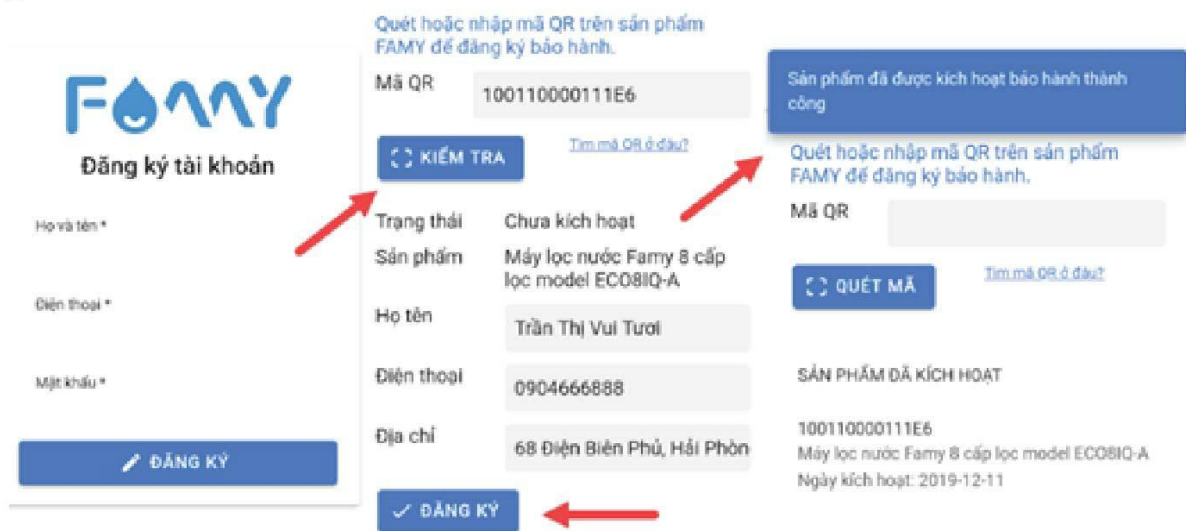 FAMY
Đăng ký tài khoản
Họ và tên *
Điện thoại *
Mật khẩu *
ĐĂNG KÝ
Quét hoặc nhập mã QR trên sản phẩm
FAMY để đăng ký bảo hành.
Mã QR
100110000111E6
KIỂM TRA
Tìm mã QR ở đâu?
Trạng thái
Chưa kích hoạt
Sản phẩm
Máy lọc nước Famy 8 cấp
lọc model ECO8IQ-A
Họ tên
Trần Thị Vui Tươi
Điện thoại
0904666888
Địa chỉ
68 Điện Biên Phủ, Hải Phòn
ĐĂNG KÝ
Sản phẩm đã được kích hoạt bảo hành thành
công
Quét hoặc nhập mã QR trên sản phẩm
FAMY để đăng ký bảo hành.
Mã QR
QUÉT MÃ
Tìm mã QR ở đâu?
SẢN PHẨM ĐÃ KÍCH HOẠT
100110000111E6
Máy lọc nước Famy 8 cấp lọc model ECO8IQ-A
Ngày kích hoạt: 2019-12-11